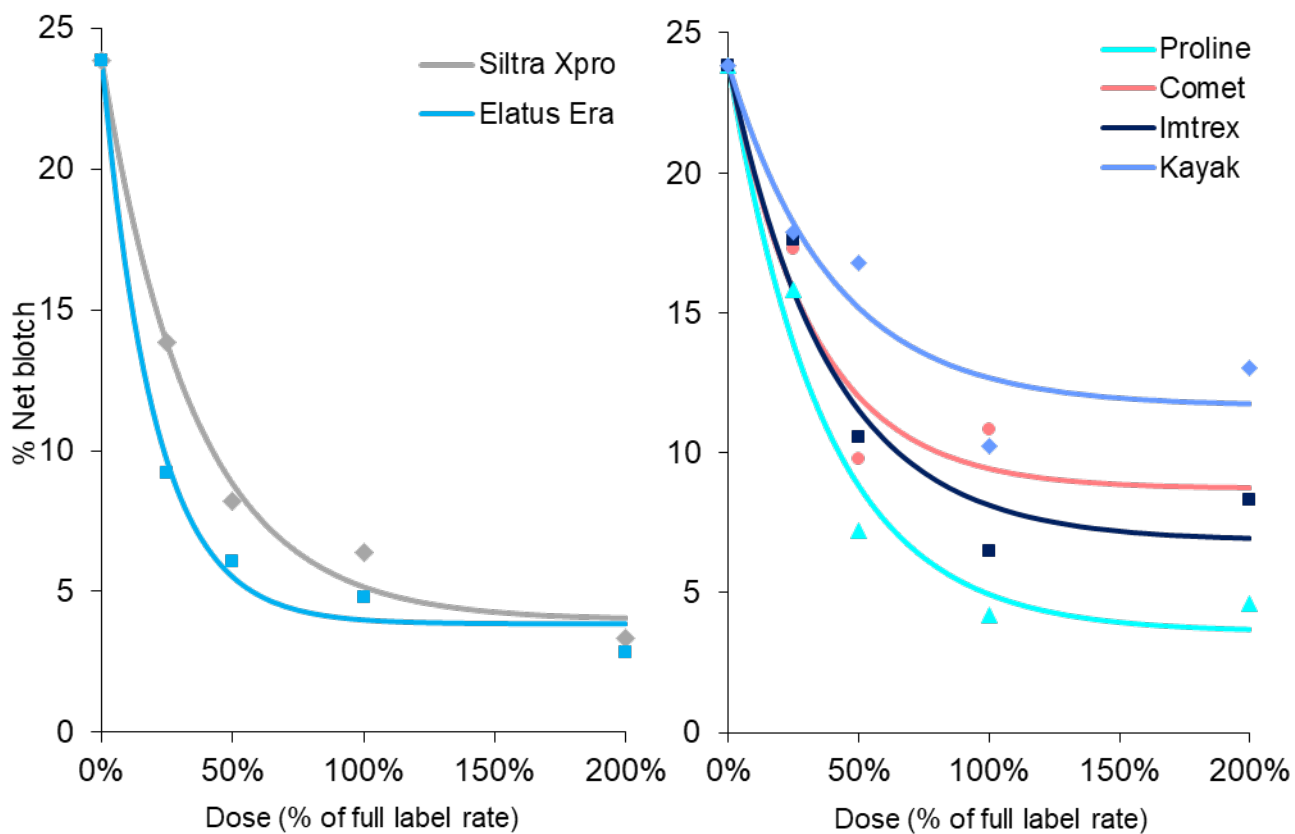 25
20
15
10
5
0
% Net blotch
Siltra Xpro
Elatus Era
0%
50%
100%
150%
200%
Dose (% of full label rate)
25
20
15
10
5
0
Proline
Comet
Imtrex
Kayak
0%
50%
100%
150%
200%
Dose (% of full label rate)